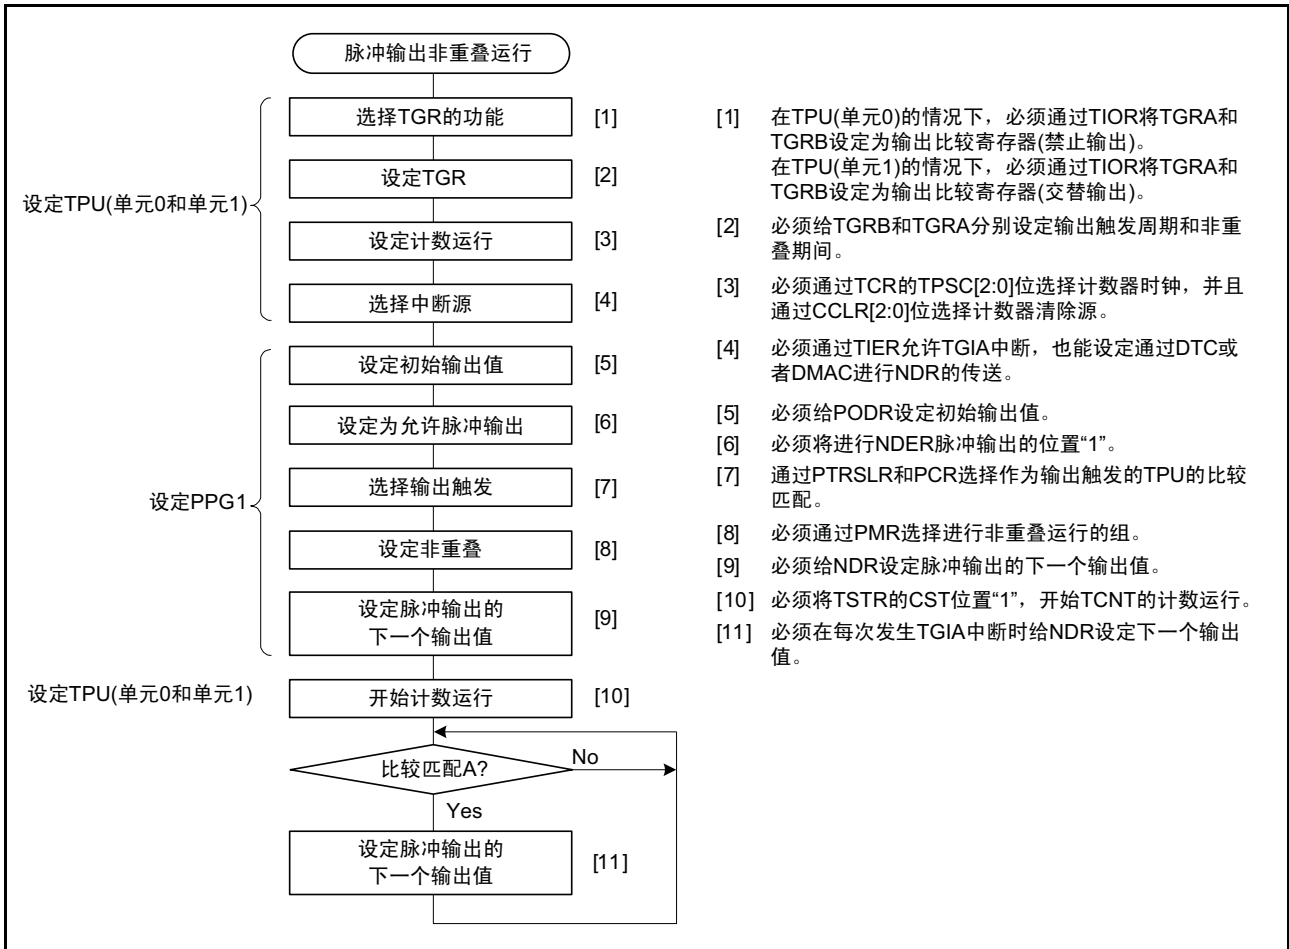 脉冲输出非重叠运行
选择TGR的功能 [1]
设定TGR [2]
设定TPU(单元0和单元1)
设定计数运行 [3]
选择中断源 [4]
设定初始输出值 [5]
设定为允许脉冲输出 [6]
设定PPG1
选择输出触发 [7]
设定非重叠 [8]
设定脉冲输出的
下一个输出值 [9]
设定TPU(单元0和单元1)
开始计数运行 [10]
比较匹配A?
No
Yes
设定脉冲输出的
下一个输出值 [11]
[1] 在TPU(单元0)的情况下，必须通过TIOR将TGRA和
TGRB设定为输出比较寄存器(禁止输出)。
在TPU(单元1)的情况下，必须通过TIOR将TGRA和
TGRB设定为输出比较寄存器(交替输出)。
[2] 必须给TGRB和TGRA分别设定输出触发周期和非重
叠期间。
[3] 必须通过TCR的TPSC[2:0]位选择计数器时钟，并且
通过CCLR[2:0]位选择计数器清除源。
[4] 必须通过TIER允许TGIA中断，也能设定通过DTC或
者DMAC进行NDR的传送。
[5] 必须给PODR设定初始输出值。
[6] 必须将进行NDER脉冲输出的位置“1”。
[7] 通过PTRSLR和PCR选择作为输出触发的TPU的比较
匹配。
[8] 必须通过PMR选择进行非重叠运行的组。
[9] 必须给NDR设定脉冲输出的下一个输出值。
[10] 必须将TSTR的CST位置“1”，开始TCNT的计数运行。
[11] 必须在每次发生TGIA中断时给NDR设定下一个输出
值。